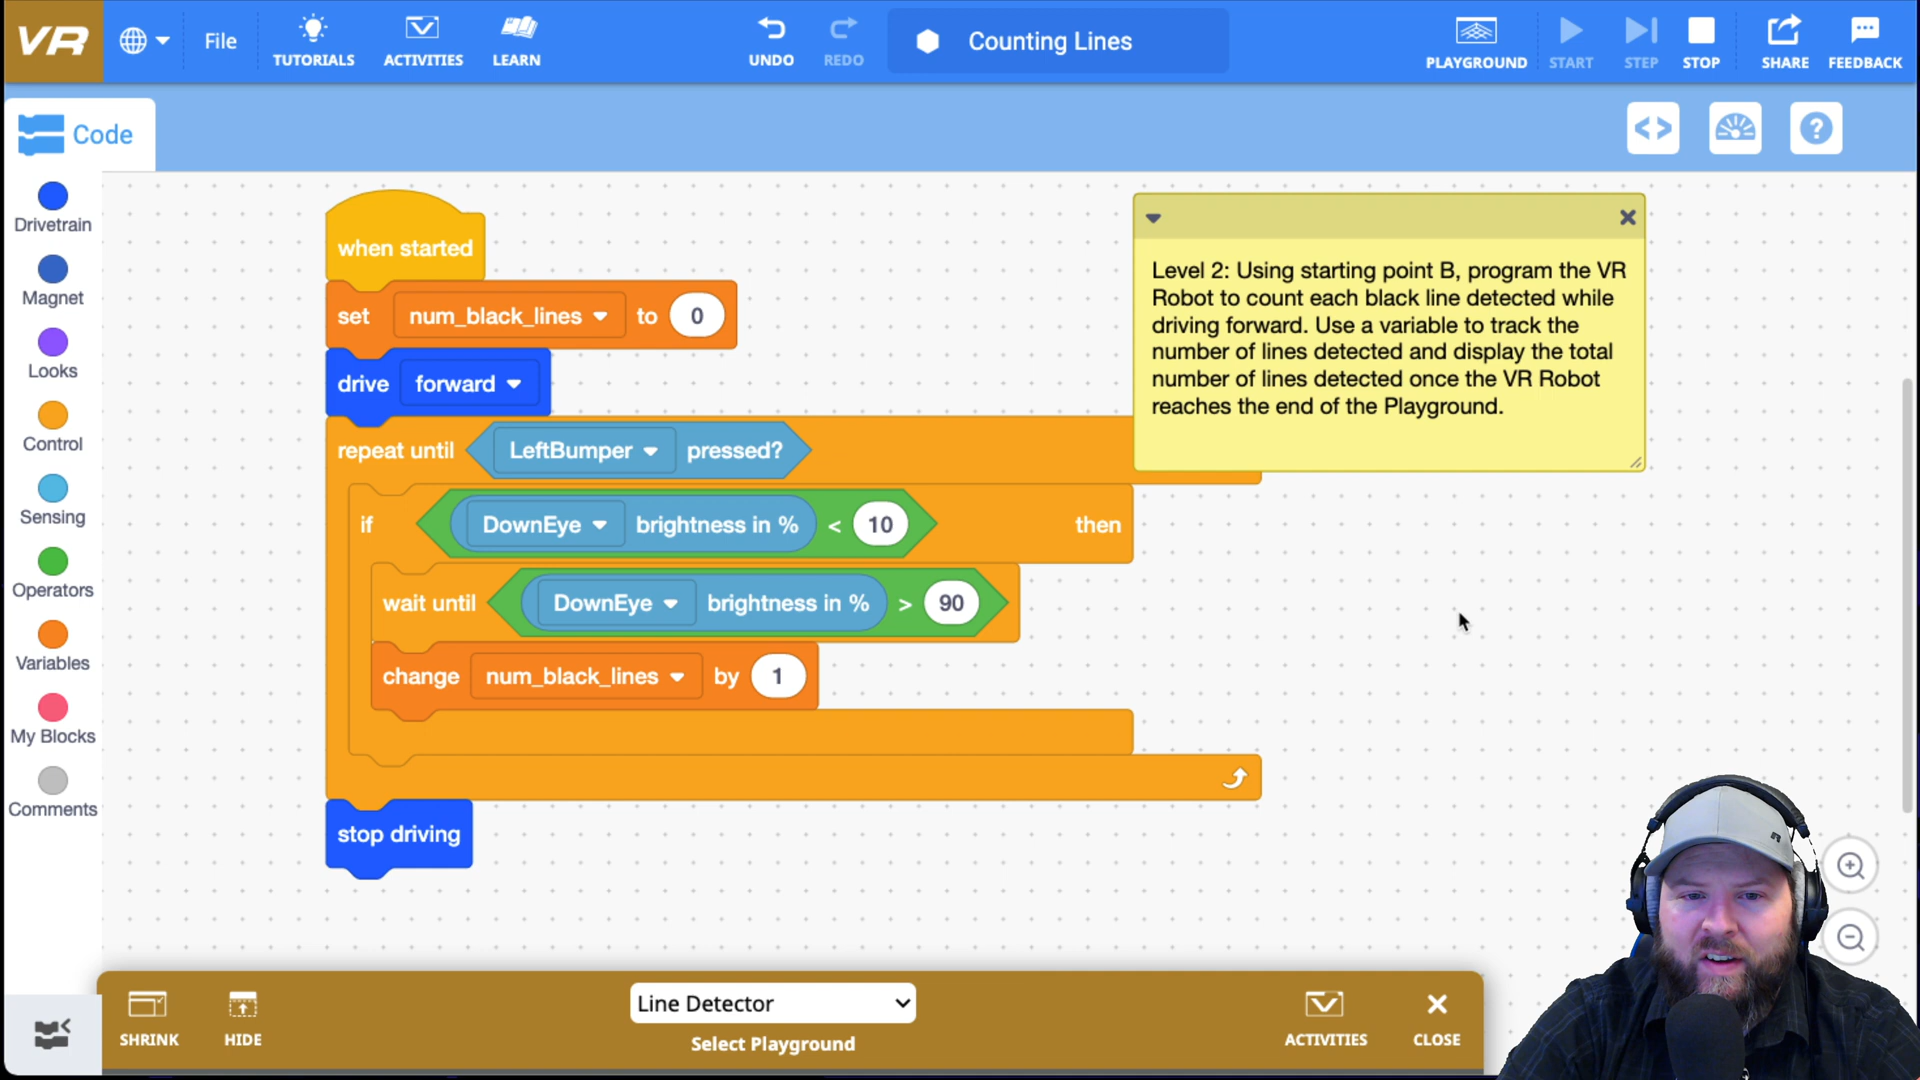 VR
File
TUTORIALS
ACTIVITIES
LEARN
UNDO
REDO
Counting Lines
PLAYGROUND
START
STEP
STOP
SHARE
FEEDBACK
Code
Drivetrain
Magnet
Looks
Control
Sensing
Operators
Variables
My Blocks
Comments
when started
set num_black_lines to 0
drive forward
repeat until LeftBumper pressed?
if DownEye brightness in % < 10 then
wait until DownEye brightness in % > 90
change num_black_lines by 1
stop driving
Level 2: Using starting point B, program the VR
Robot to count each black line detected while
driving forward. Use a variable to track the
number of lines detected and display the total
number of lines detected once the VR Robot
reaches the end of the Playground.
SHRINK
HIDE
Line Detector
Select Playground
ACTIVITIES
CLOSE